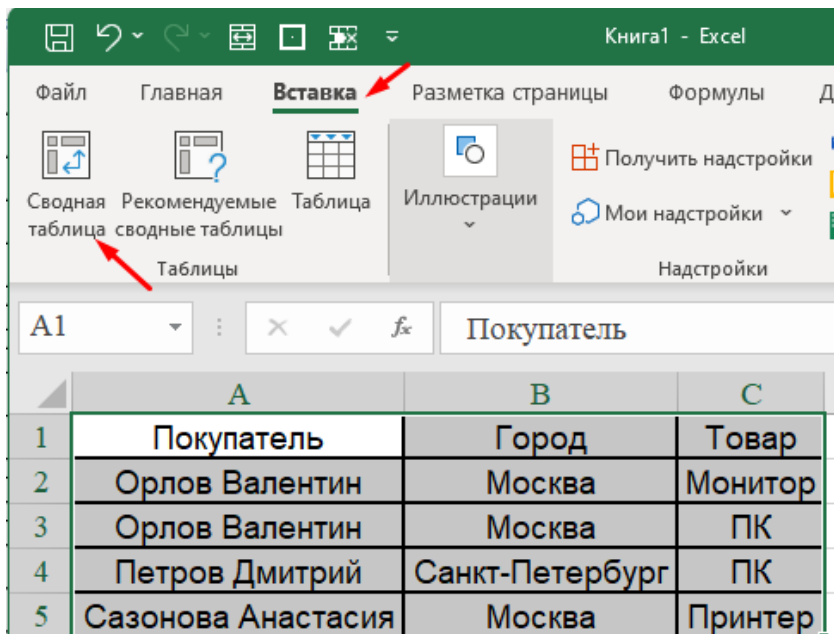 Книга1 - Excel
Файл Главная Вставка Разметка страницы Формулы Д
Сводная таблица
Рекомендуемые сводные таблицы
Таблица
Иллюстрации
Получить надстройки
Мои надстройки
Таблицы
Надстройки
A1 fx Покупатель
A B C
1 Покупатель Город Товар
2 Орлов Валентин Москва Монитор
3 Орлов Валентин Москва ПК
4 Петров Дмитрий Санкт-Петербург ПК
5 Сазонова Анастасия Москва Принтер